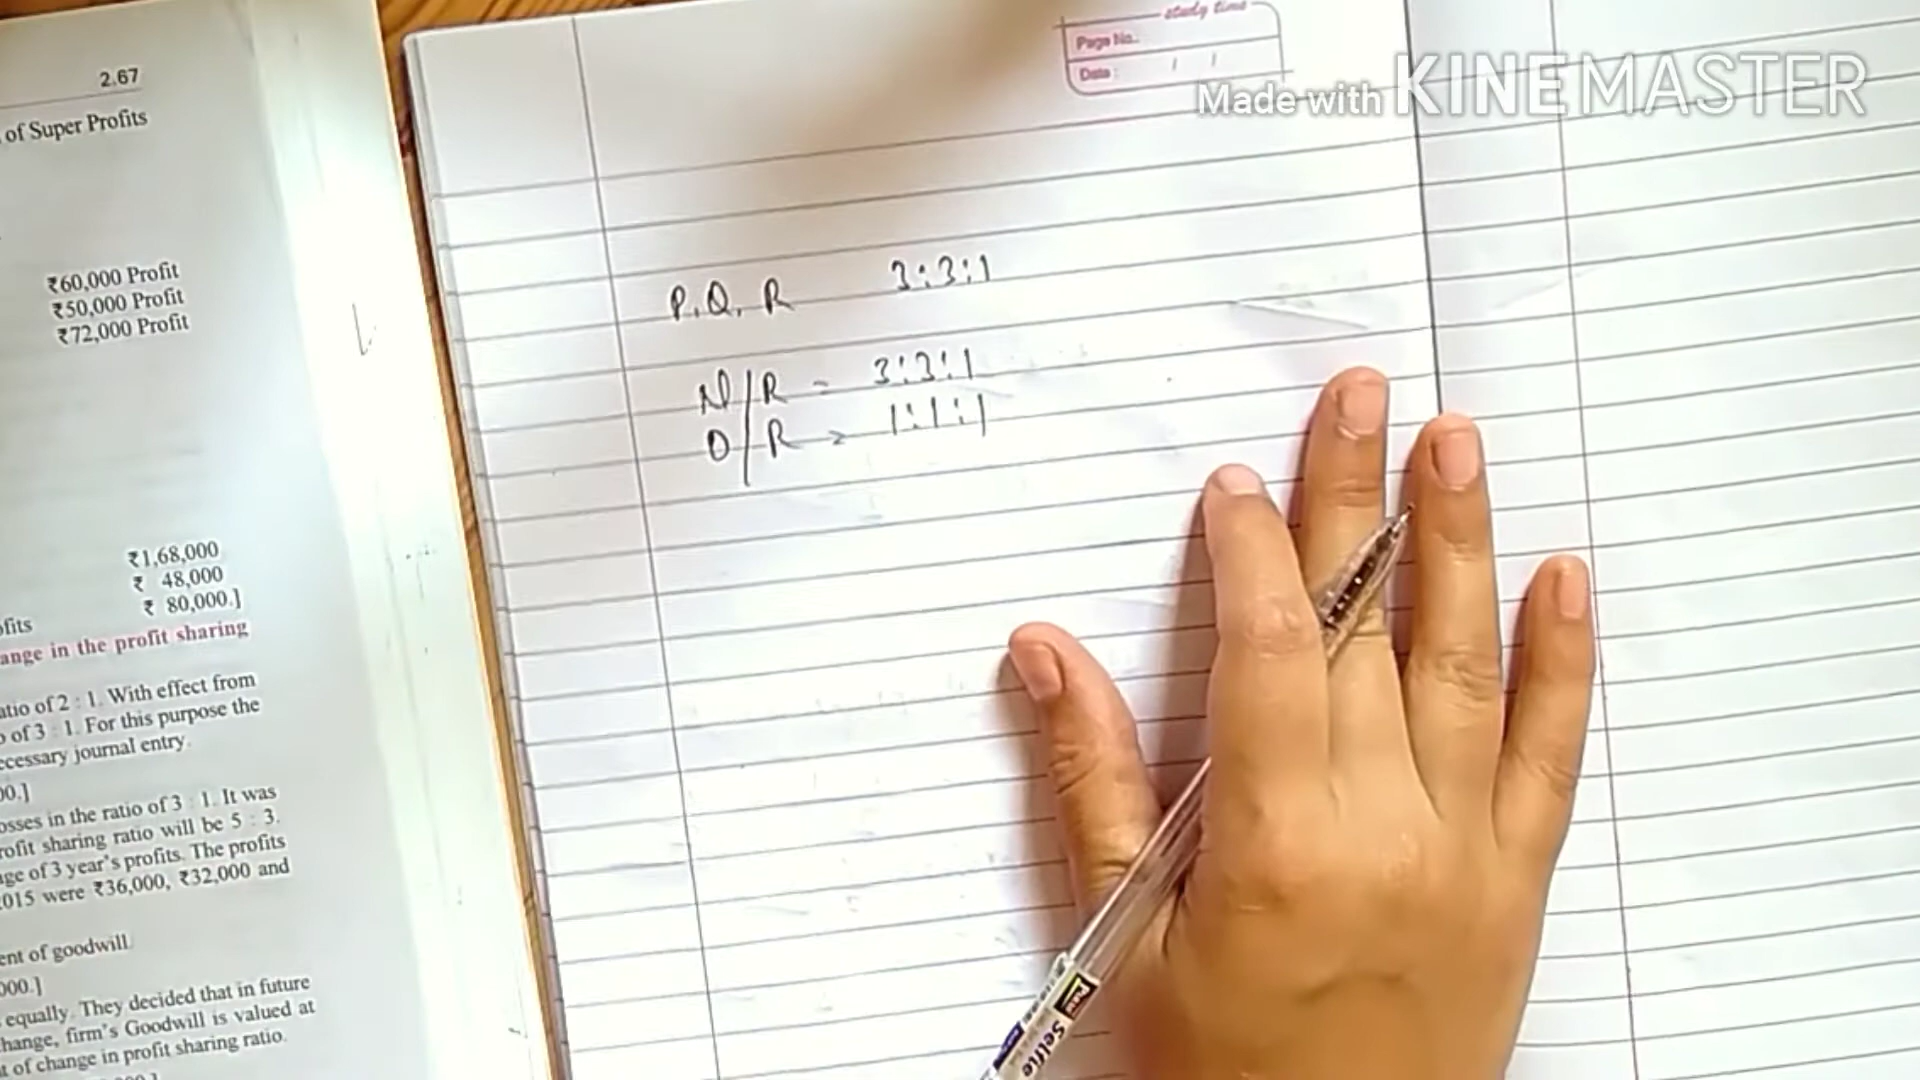 2.67
of Super Profits
₹60,000 Profit
₹50,000 Profit
₹72,000 Profit
₹1,68,000
₹ 48,000
₹ 80,000.]
ofits
ange in the profit sharing
atio of 2 : 1. With effect from
o of 3 : 1. For this purpose the
ecessary journal entry.
00.]
osses in the ratio of 3 : 1. It was
rofit sharing ratio will be 5 : 3.
age of 3 year's profits. The profits
2015 were ₹36,000, ₹32,000 and
ent of goodwill
000.]
equally. They decided that in future
hange, firm's Goodwill is valued at
t of change in profit sharing ratio.
study time
Page No.:
Date : / /
Made with KINEMASTER
P, Q, R 3:3:1
N/R = 3:3:1
O/R = 1:1:1
Selfie